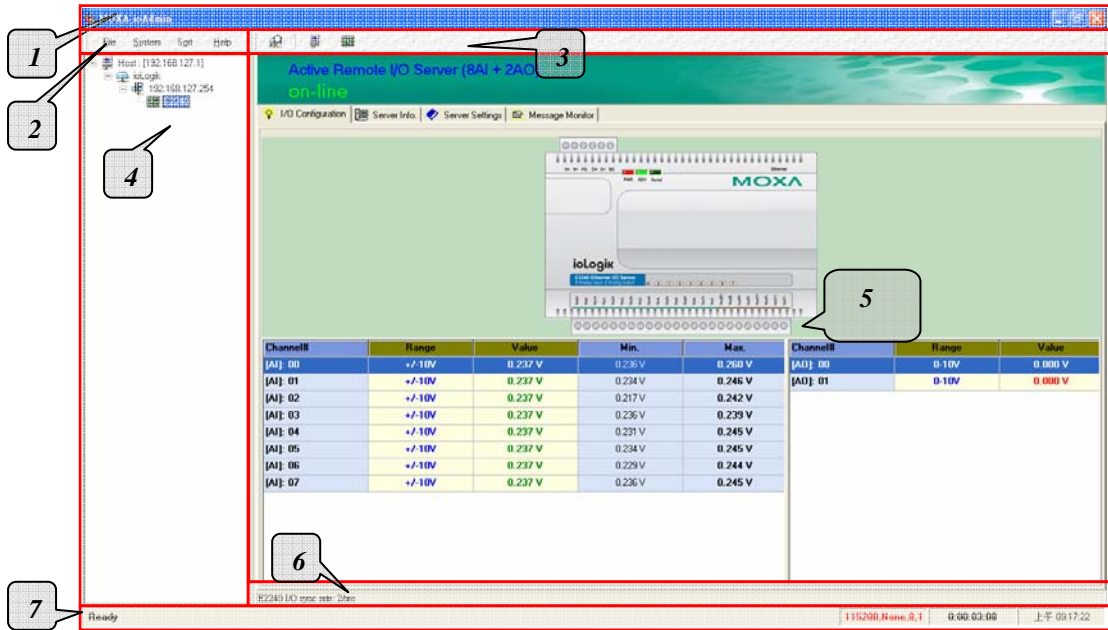 MOXA ioAdmin
1
File System Sort Help
2
3
Host : [192.168.127.1]
ioLogik
192.168.127.254
4
Active Remote I/O Server (8AI + 2AO
on-line
I/O Configuration Server Info. Server Settings Message Monitor
MOXA
ioLogik
5
Channel# Range Value Min. Max. Channel# Range Value
[AI]: 00 +/-10V 0.237 V 0.236 V 0.260 V [AO]: 00 0-10V 0.000 V
[AI]: 01 +/-10V 0.237 V 0.234 V 0.246 V [AO]: 01 0-10V 0.000 V
[AI]: 02 +/-10V 0.237 V 0.217 V 0.242 V
[AI]: 03 +/-10V 0.237 V 0.236 V 0.239 V
[AI]: 04 +/-10V 0.237 V 0.231 V 0.245 V
[AI]: 05 +/-10V 0.237 V 0.234 V 0.245 V
[AI]: 06 +/-10V 0.237 V 0.229 V 0.244 V
[AI]: 07 +/-10V 0.237 V 0.236 V 0.245 V
6
E2240 I/O sync rate: 2/sec
7
Ready 115200,None,8,1 0:00:03:08 上午 09:17:22